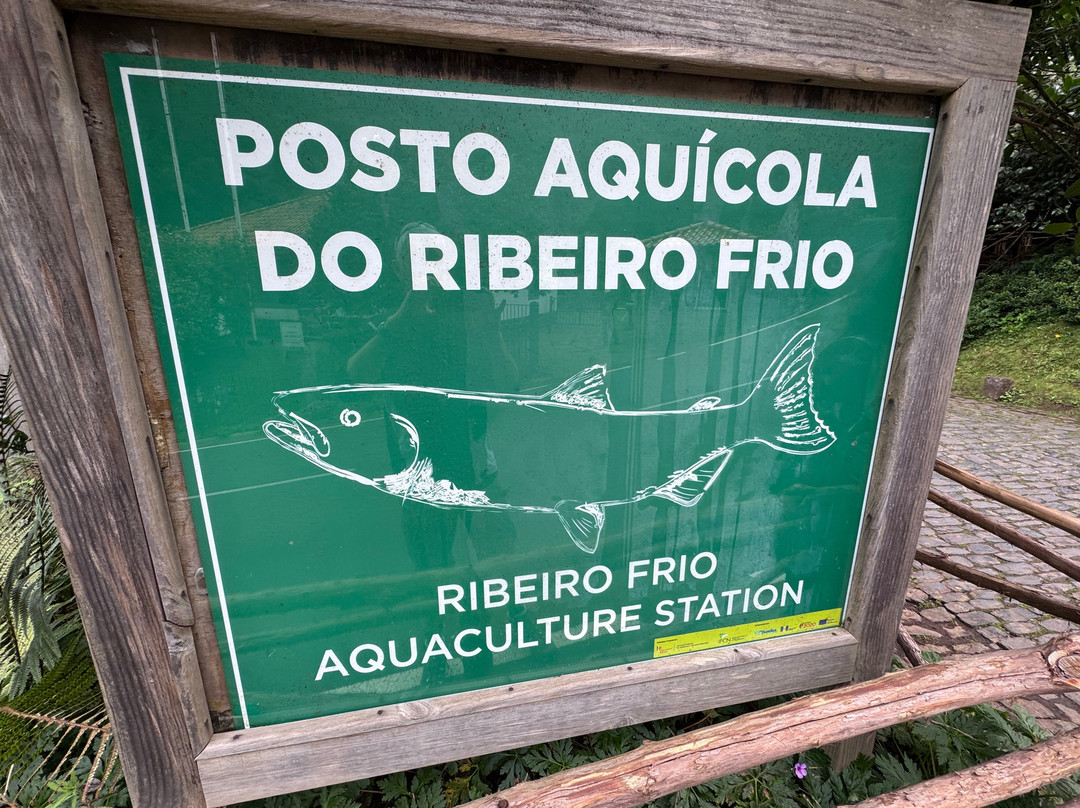 POSTO AQUÍCOLA
DO RIBEIRO FRIO
RIBEIRO FRIO
AQUACULTURE STATION